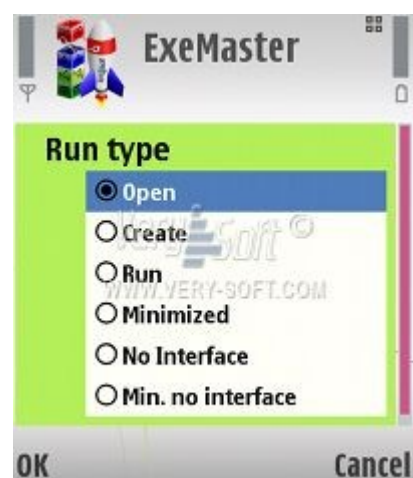 ExeMaster
Run type
Open
Create
Run
Minimized
No Interface
Min. no interface
Very Soft ©
WWW.VERY-SOFT.COM
OK
Cancel